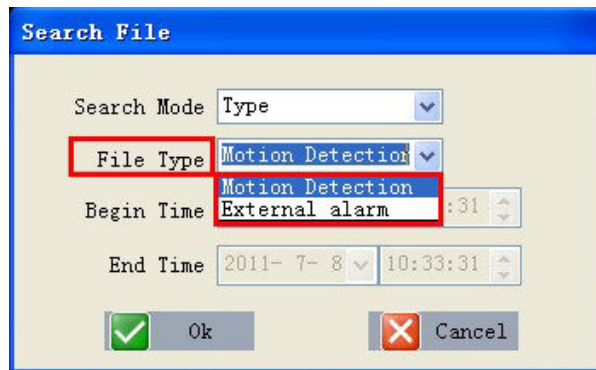 Search File
Search Mode Type
File Type Motion Detection
Motion Detection
External alarm
Begin Time :31
End Time 2011- 7- 8 10:33:31
Ok Cancel